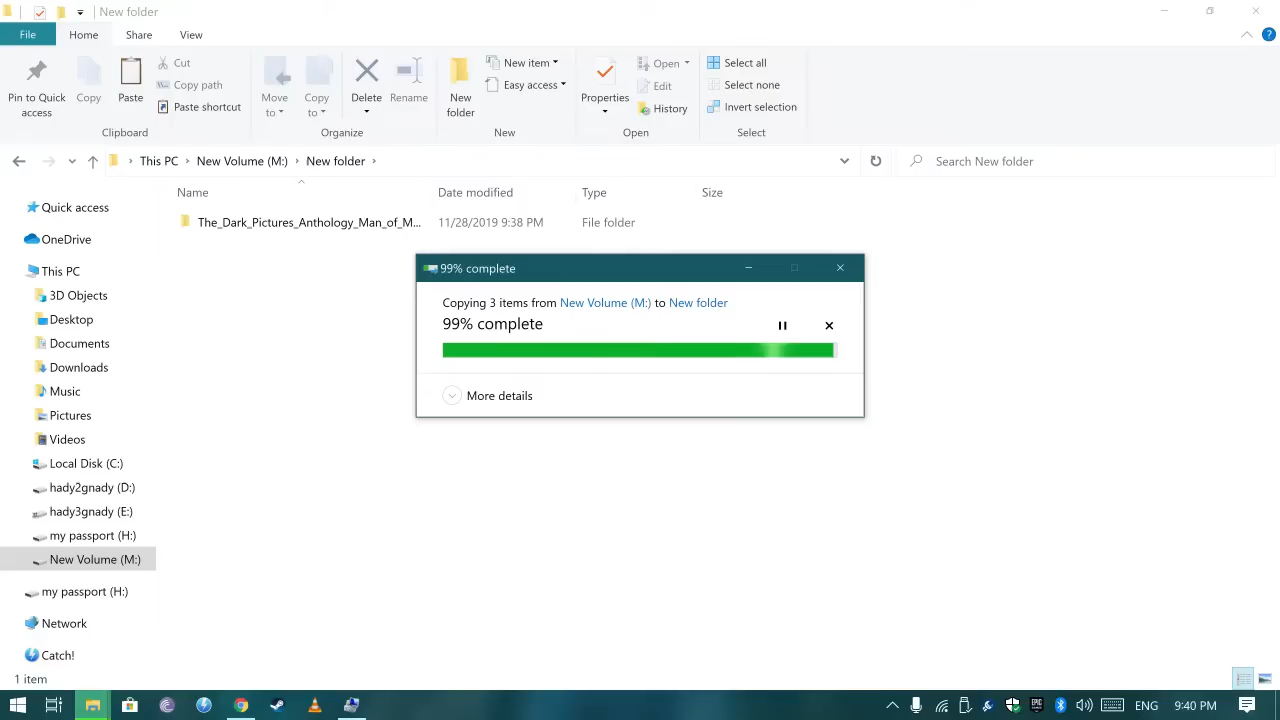 New folder
File Home Share View
Pin to Quick access
Copy
Paste
Cut
Copy path
Paste shortcut
Clipboard
Move to
Copy to
Delete
Rename
Organize
New folder
New item
Easy access
New
Properties
Open
Edit
History
Open
Select all
Select none
Invert selection
Select
This PC New Volume (M:) New folder
Search New folder
Name Date modified Type Size
The_Dark_Pictures_Anthology_Man_of_M... 11/28/2019 9:38 PM File folder
Quick access
OneDrive
This PC
3D Objects
Desktop
Documents
Downloads
Music
Pictures
Videos
Local Disk (C:)
hady2gnady (D:)
hady3gnady (E:)
my passport (H:)
New Volume (M:)
my passport (H:)
Network
Catch!
99% complete
Copying 3 items from New Volume (M:) to New folder
99% complete
More details
1 item
EPIC
ENG 9:40 PM